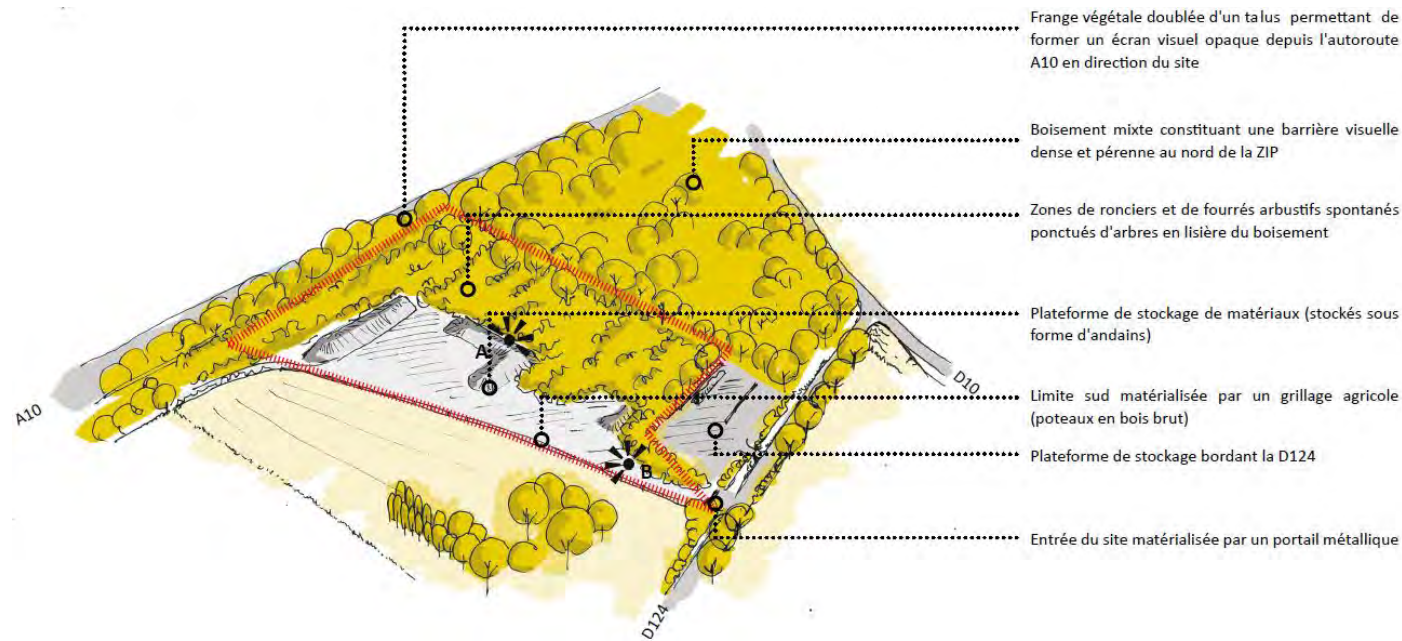 Frange végétale doublée d'un talus permettant de
former un écran visuel opaque depuis l'autoroute
A10 en direction du site
Boisement mixte constituant une barrière visuelle
dense et pérenne au nord de la ZIP
Zones de ronciers et de fourrés arbustifs spontanés
ponctués d'arbres en lisière du boisement
Plateforme de stockage de matériaux (stockés sous
forme d'andains)
Limite sud matérialisée par un grillage agricole
(poteaux en bois brut)
Plateforme de stockage bordant la D124
Entrée du site matérialisée par un portail métallique
A
B
A10
D10
D124